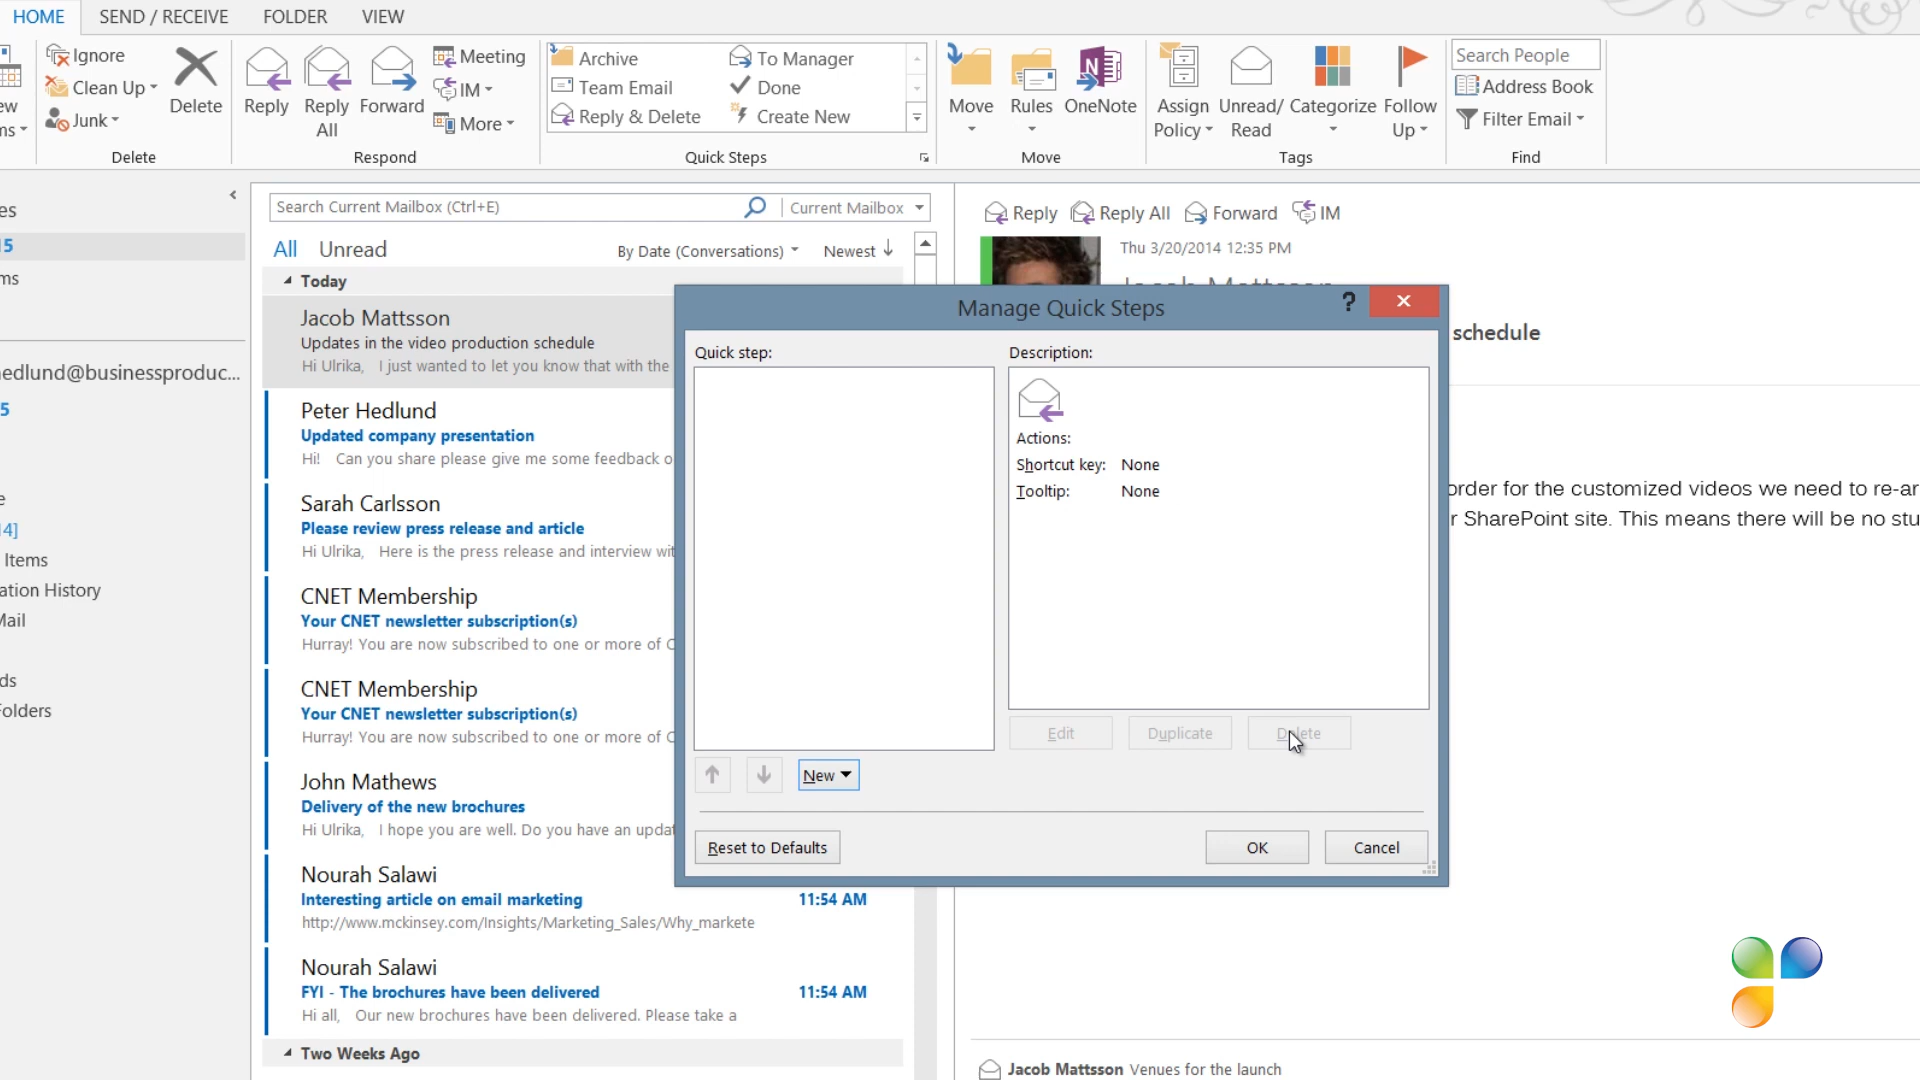 HOME SEND / RECEIVE FOLDER VIEW
Ignore
Clean Up
Junk
Delete
Delete
Reply
Reply All
Forward
Meeting
IM
More
Respond
Archive
Team Email
Reply & Delete
To Manager
Done
Create New
Quick Steps
Move
Rules
OneNote
Move
Assign Policy
Unread/ Read
Categorize
Follow Up
Tags
Search People
Address Book
Filter Email
Find
es
15
ms
hedlund@businessproduc...
5
e
14]
Items
ation History
Mail
ds
Folders
Search Current Mailbox (Ctrl+E) Current Mailbox
All Unread By Date (Conversations) Newest ↓
Today
Jacob Mattsson
Updates in the video production schedule
Hi Ulrika, I just wanted to let you know that with the
Peter Hedlund
Updated company presentation
Hi! Can you share please give me some feedback o
Sarah Carlsson
Please review press release and article
Hi Ulrika, Here is the press release and interview wit
CNET Membership
Your CNET newsletter subscription(s)
Hurray! You are now subscribed to one or more of C
CNET Membership
Your CNET newsletter subscription(s)
Hurray! You are now subscribed to one or more of C
John Mathews
Delivery of the new brochures
Hi Ulrika, I hope you are well. Do you have an updat
Nourah Salawi
Interesting article on email marketing 11:54 AM
http://www.mckinsey.com/Insights/Marketing_Sales/Why_markete
Nourah Salawi
FYI - The brochures have been delivered 11:54 AM
Hi all, Our new brochures have been delivered. Please take a
Two Weeks Ago
Reply Reply All Forward IM
Thu 3/20/2014 12:35 PM
Jacob Mattsson
schedule
order for the customized videos we need to re-ar
r SharePoint site. This means there will be no stu
Jacob Mattsson Venues for the launch
Manage Quick Steps ?
Quick step:
Description:
Actions:
Shortcut key: None
Tooltip: None
Edit Duplicate Delete
New
Reset to Defaults OK Cancel